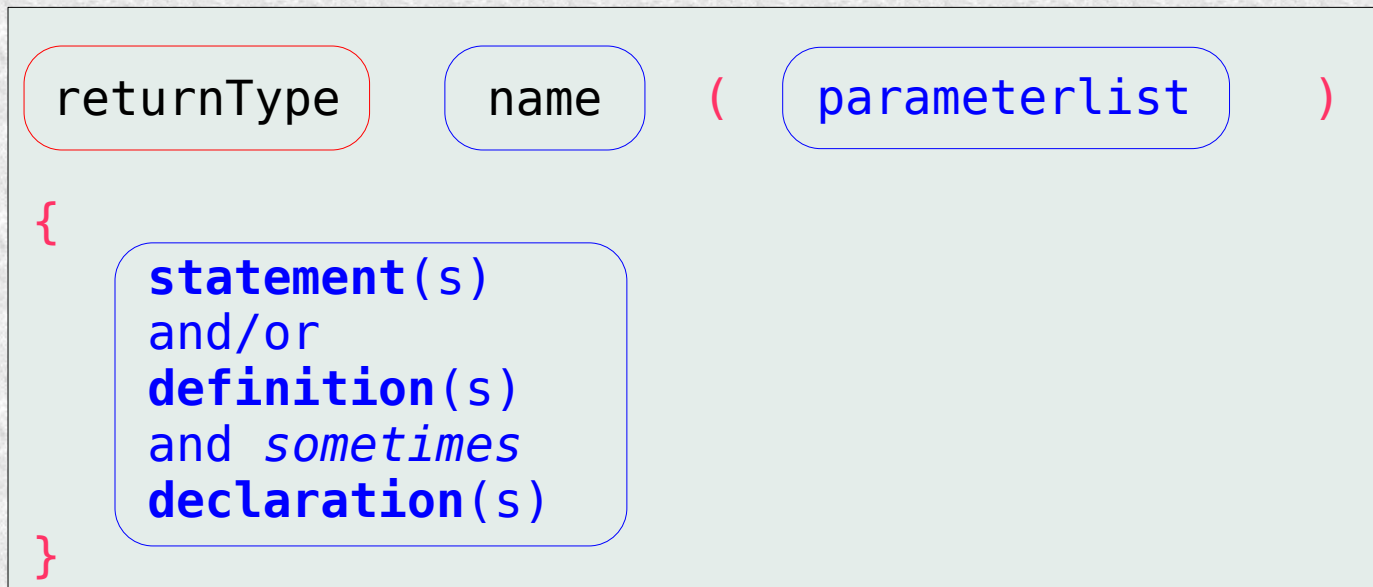 returnType name ( parameterlist )
{
statement(s)
and/or
definition(s)
and sometimes
declaration(s)
}